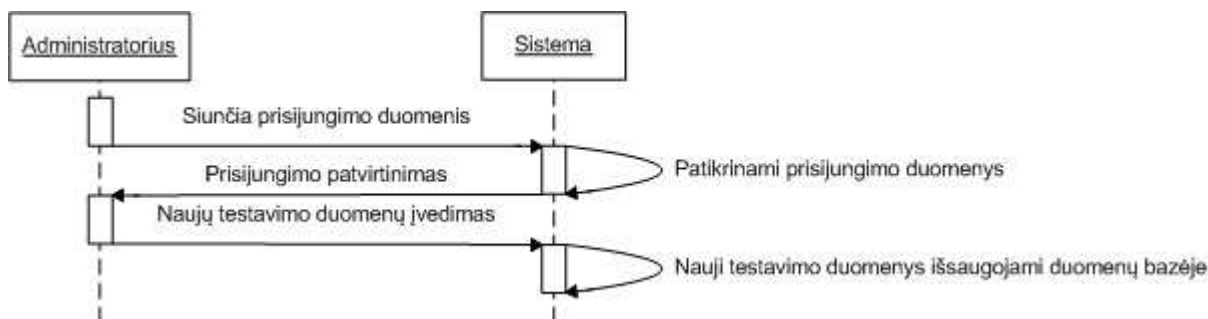 Administratorius
Sistema
Siunčia prisijungimo duomenis
Patikrinami prisijungimo duomenys
Prisijungimo patvirtinimas
Naujų testavimo duomenų įvedimas
Nauji testavimo duomenys išsaugojami duomenų bazėje